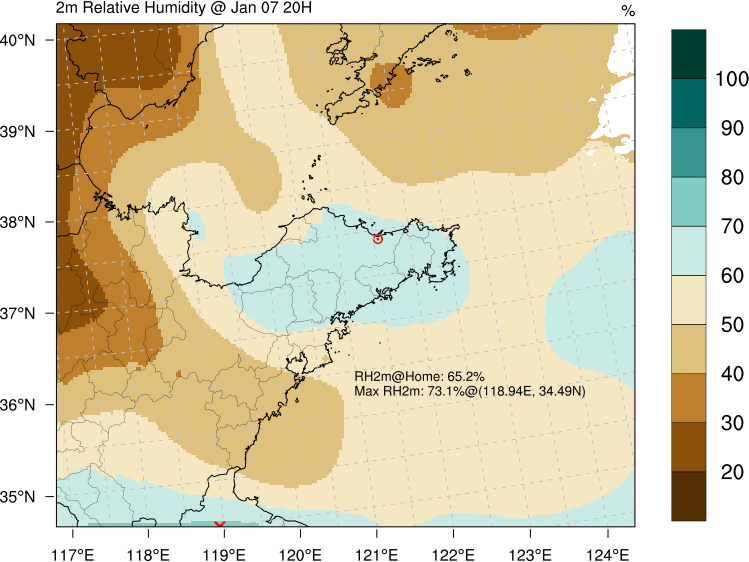 2m Relative Humidity @ Jan 07 20H
%
40°N
39°N
38°N
37°N
36°N
35°N
RH2m@Home: 65.2%
Max RH2m: 73.1%@(118.94E, 34.49N)
117°E 118°E 119°E 120°E 121°E 122°E 123°E 124°E
100
90
80
70
60
50
40
30
20